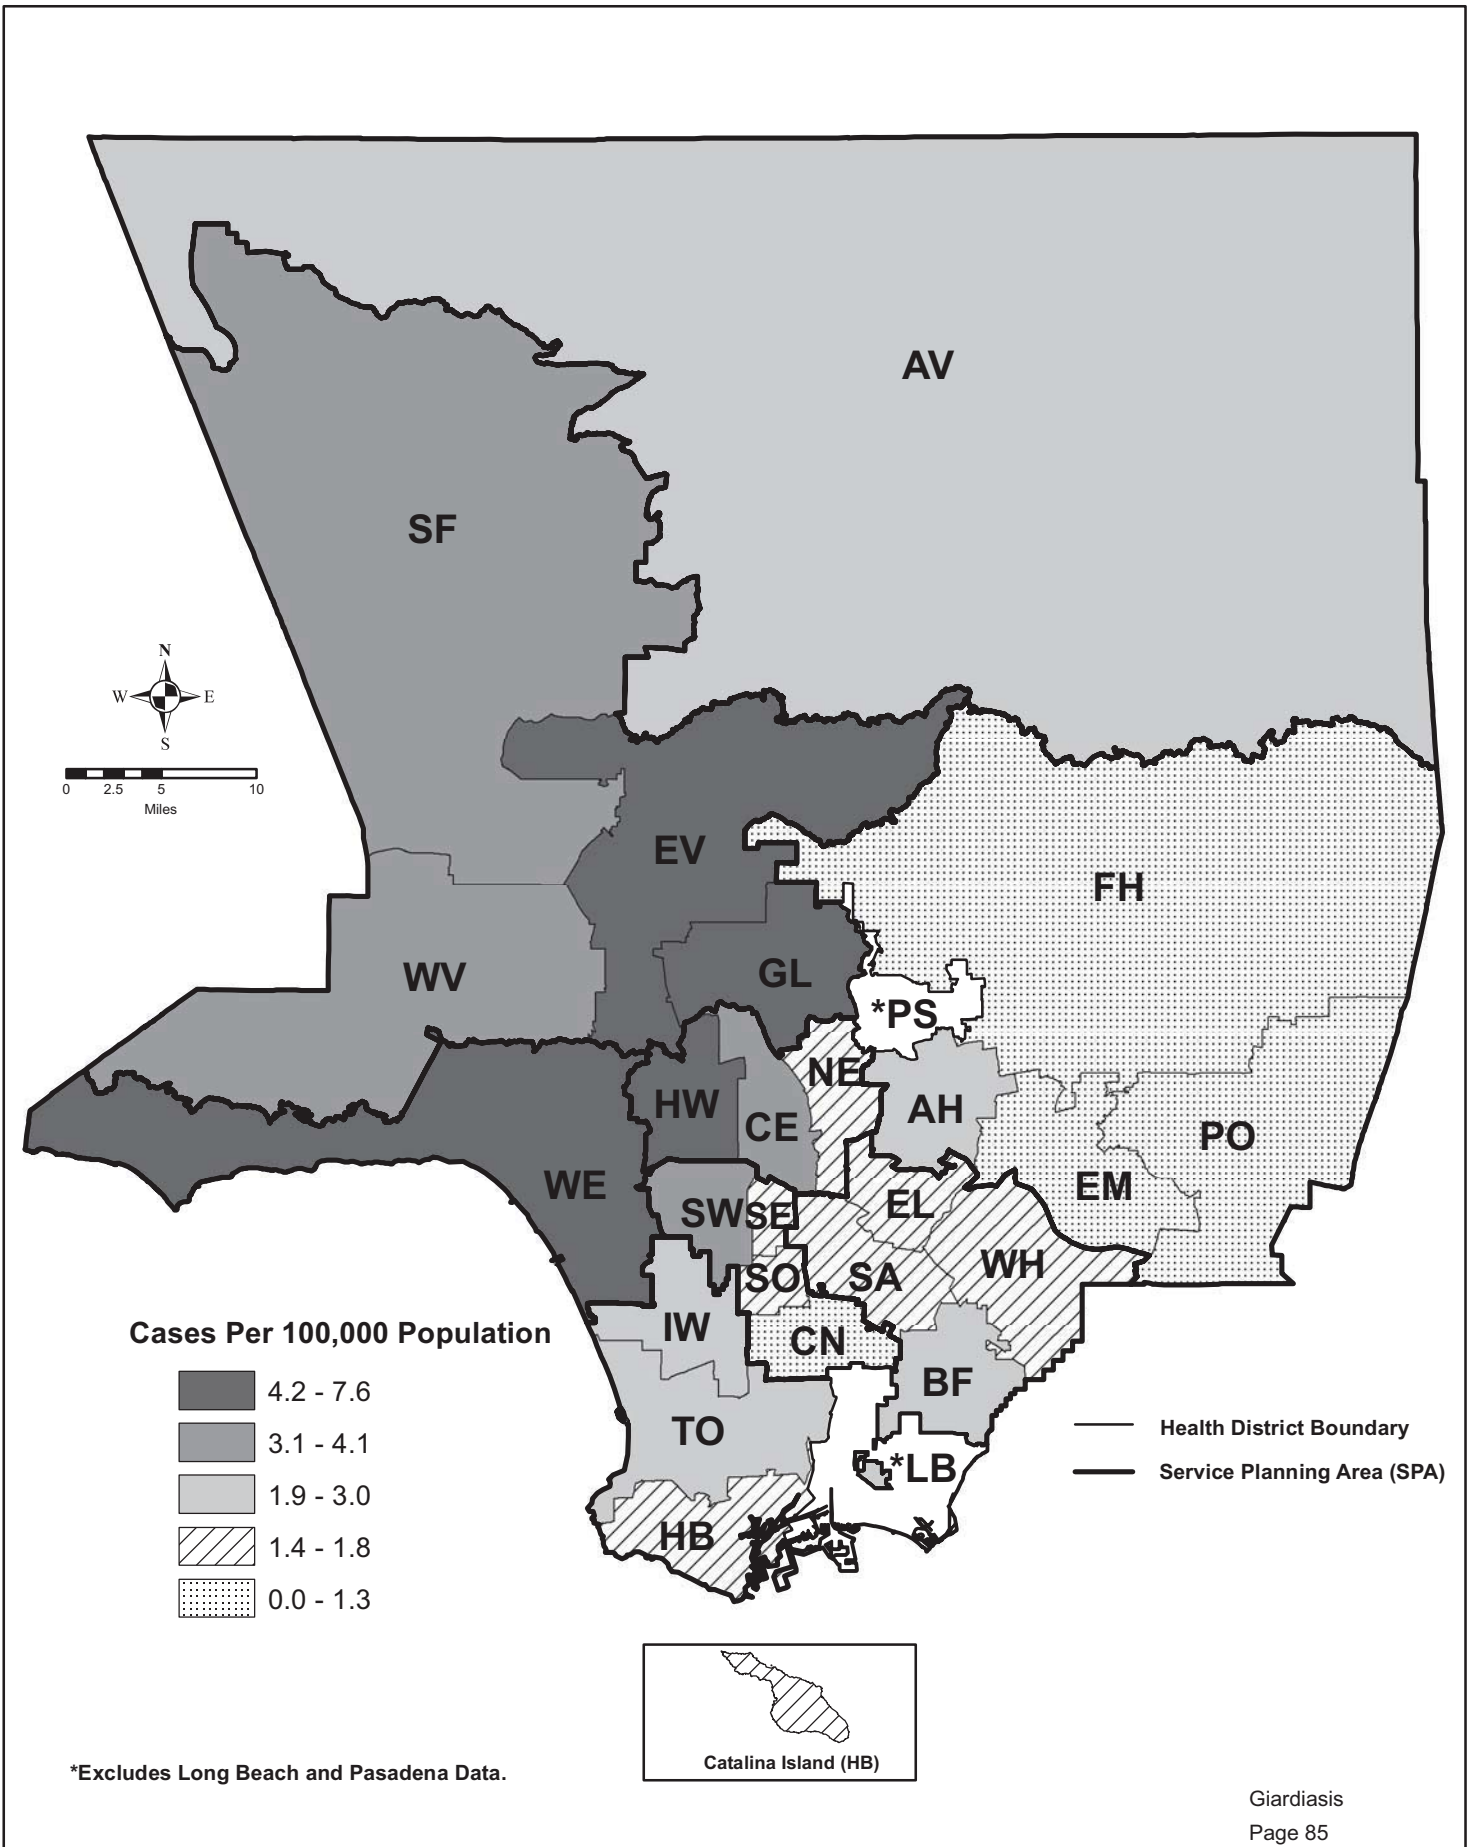 AV
SF
N
W E
S
0 2.5 5 10
Miles
EV
FH
WV
GL
*PS
NE
HW
AH
CE
PO
WE
EM
SW
SE
EL
WH
SO
SA
IW
CN
BF
TO
*LB
HB
Cases Per 100,000 Population
4.2 - 7.6
3.1 - 4.1
1.9 - 3.0
1.4 - 1.8
0.0 - 1.3
Health District Boundary
Service Planning Area (SPA)
Catalina Island (HB)
*Excludes Long Beach and Pasadena Data.
Giardiasis
Page 85